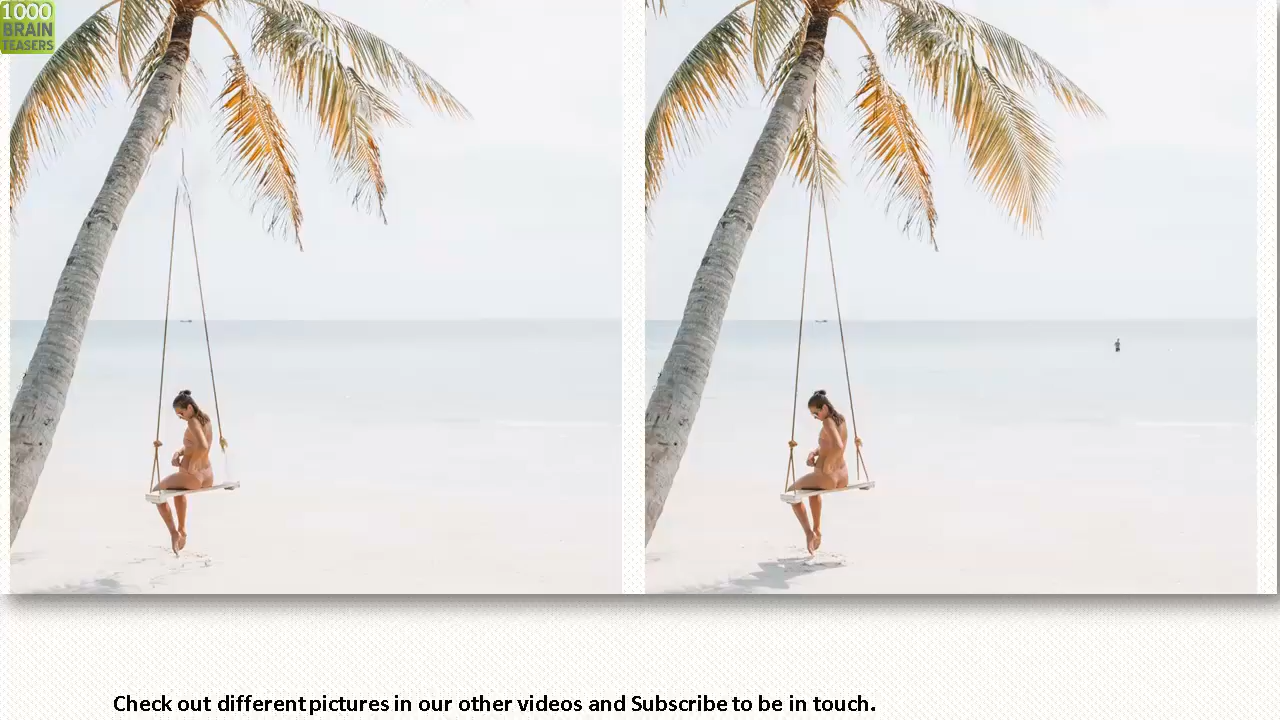 1000
BRAIN
TEASERS
Check out different pictures in our other videos and Subscribe to be in touch.